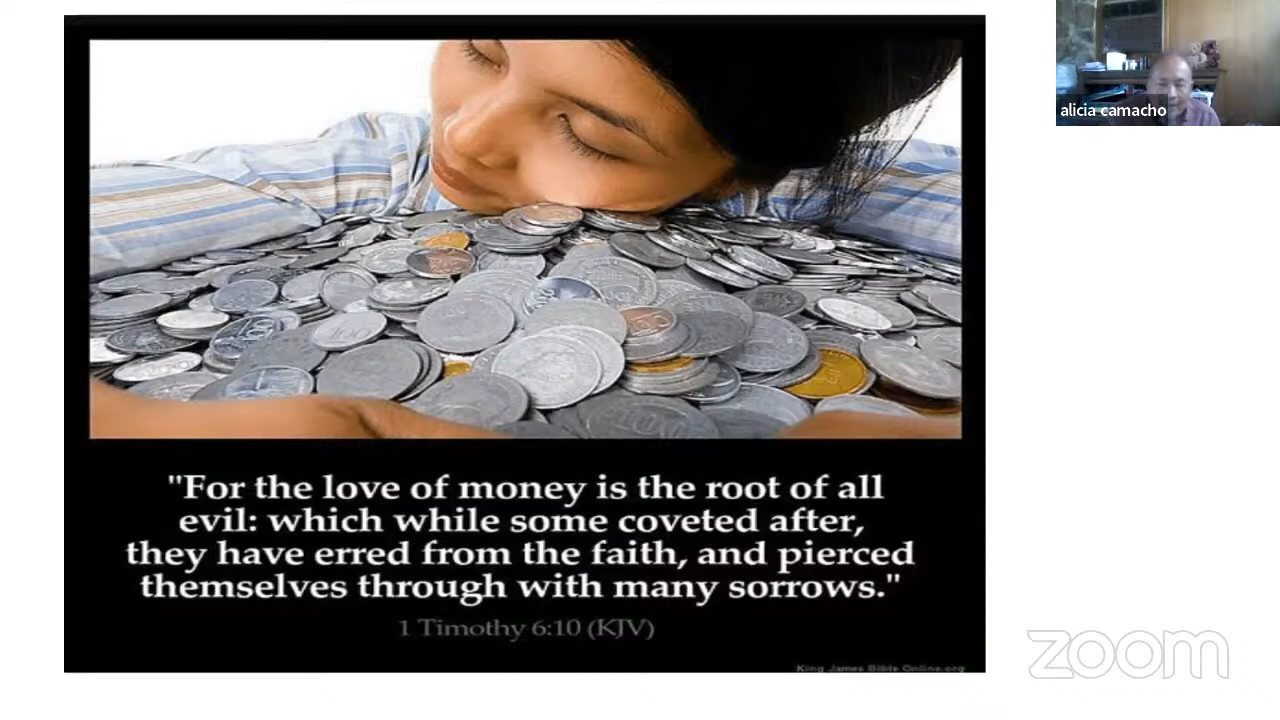 alicia camacho
"For the love of money is the root of all
evil: which while some coveted after,
they have erred from the faith, and pierced
themselves through with many sorrows."
1 Timothy 6:10 (KJV)
King James Bible Online.org
zoom